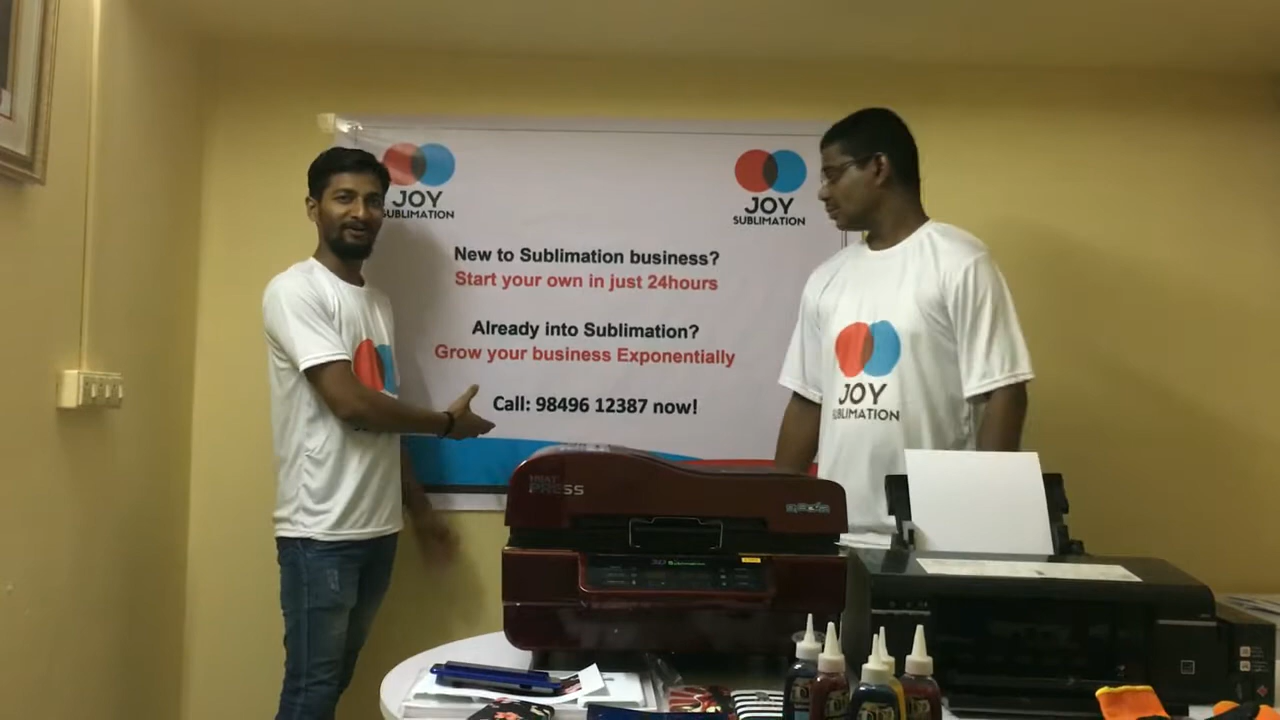 JOY
SUBLIMATION
JOY
SUBLIMATION
New to Sublimation business?
Start your own in just 24hours
Already into Sublimation?
Grow your business Exponentially
Call: 98496 12387 now!
JOY
SUBLIMATION
HEAT
PRESS